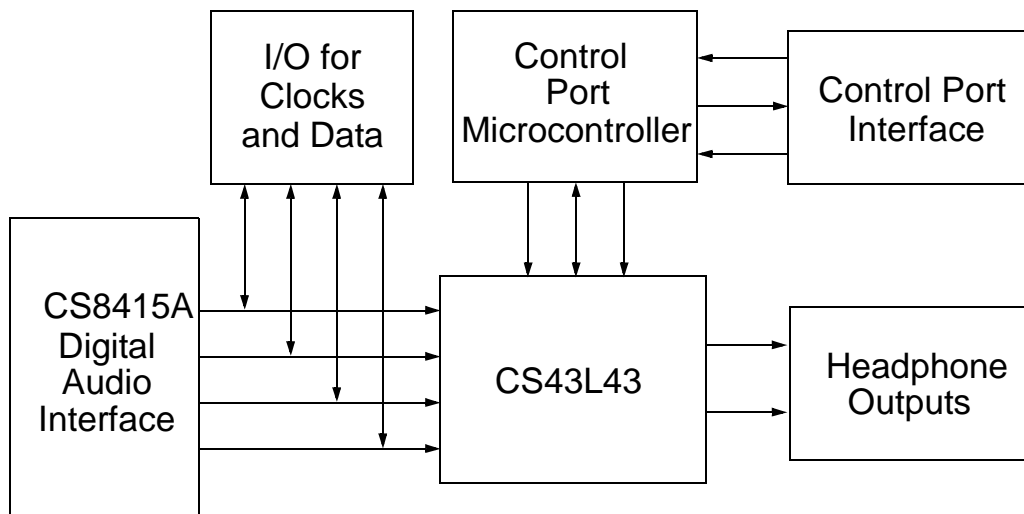 I/O for
Clocks
and Data
Control
Port
Microcontroller
Control Port
Interface
CS8415A
Digital
Audio
Interface
CS43L43
Headphone
Outputs